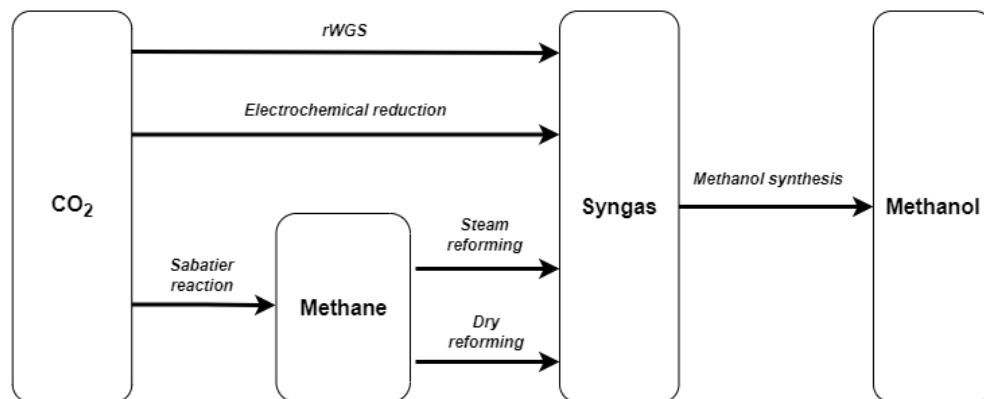 rWGS
Electrochemical reduction
CO₂
Sabatier
reaction
Methane
Steam
reforming
Dry
reforming
Syngas
Methanol synthesis
Methanol